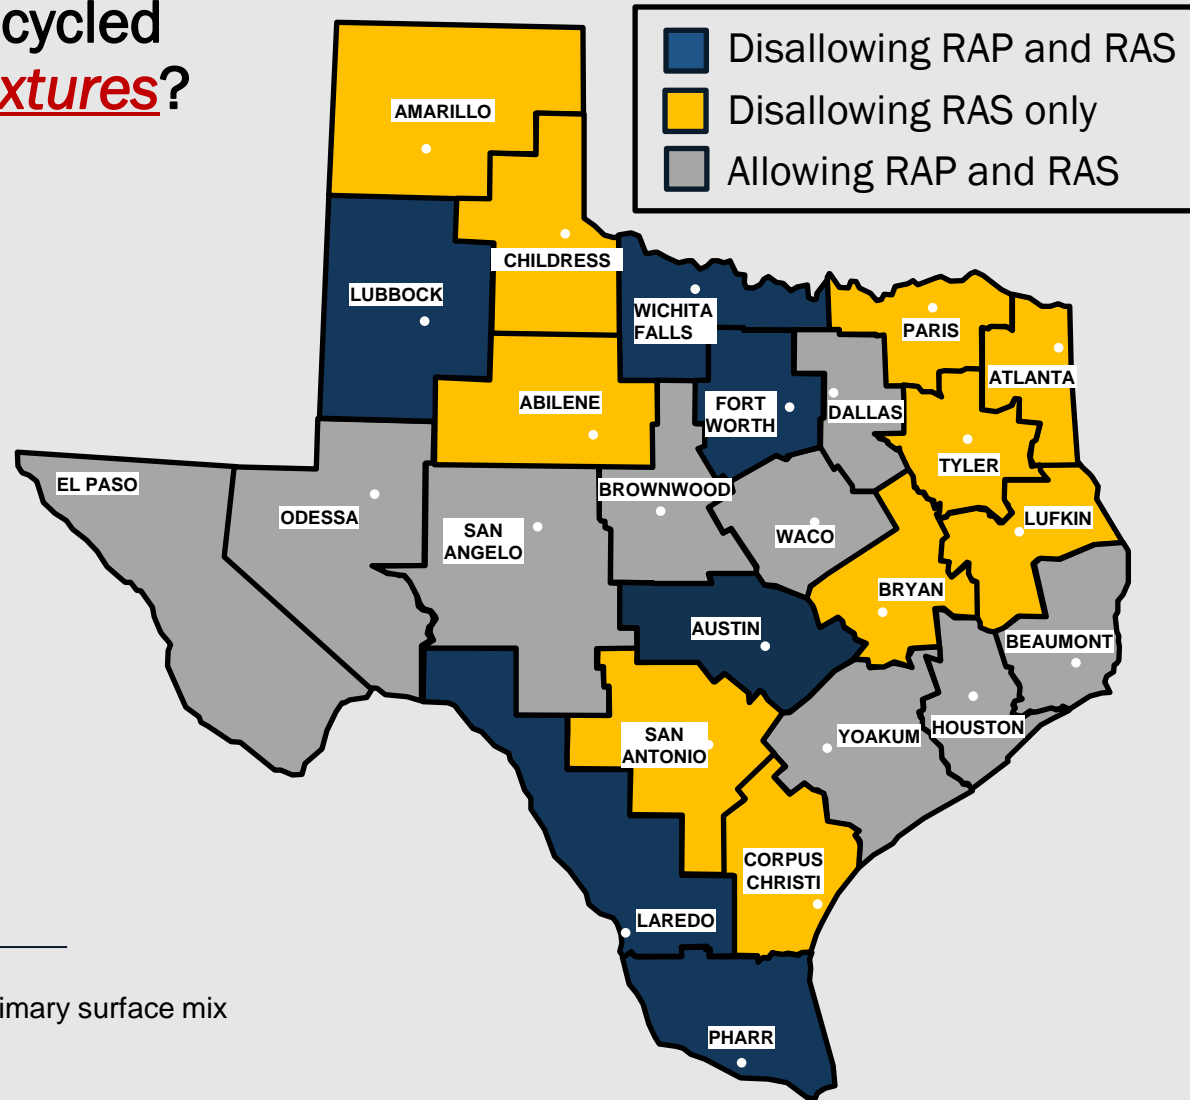 cycled
xtures?
Disallowing RAP and RAS
Disallowing RAS only
Allowing RAP and RAS
AMARILLO
CHILDRESS
LUBBOCK
WICHITA
FALLS
PARIS
ATLANTA
ABILENE
FORT
WORTH
DALLAS
TYLER
EL PASO
ODESSA
SAN
ANGELO
BROWNWOOD
WACO
LUFKIN
BRYAN
AUSTIN
BEAUMONT
SAN
ANTONIO
YOAKUM
HOUSTON
CORPUS
CHRISTI
LAREDO
imary surface mix
PHARR